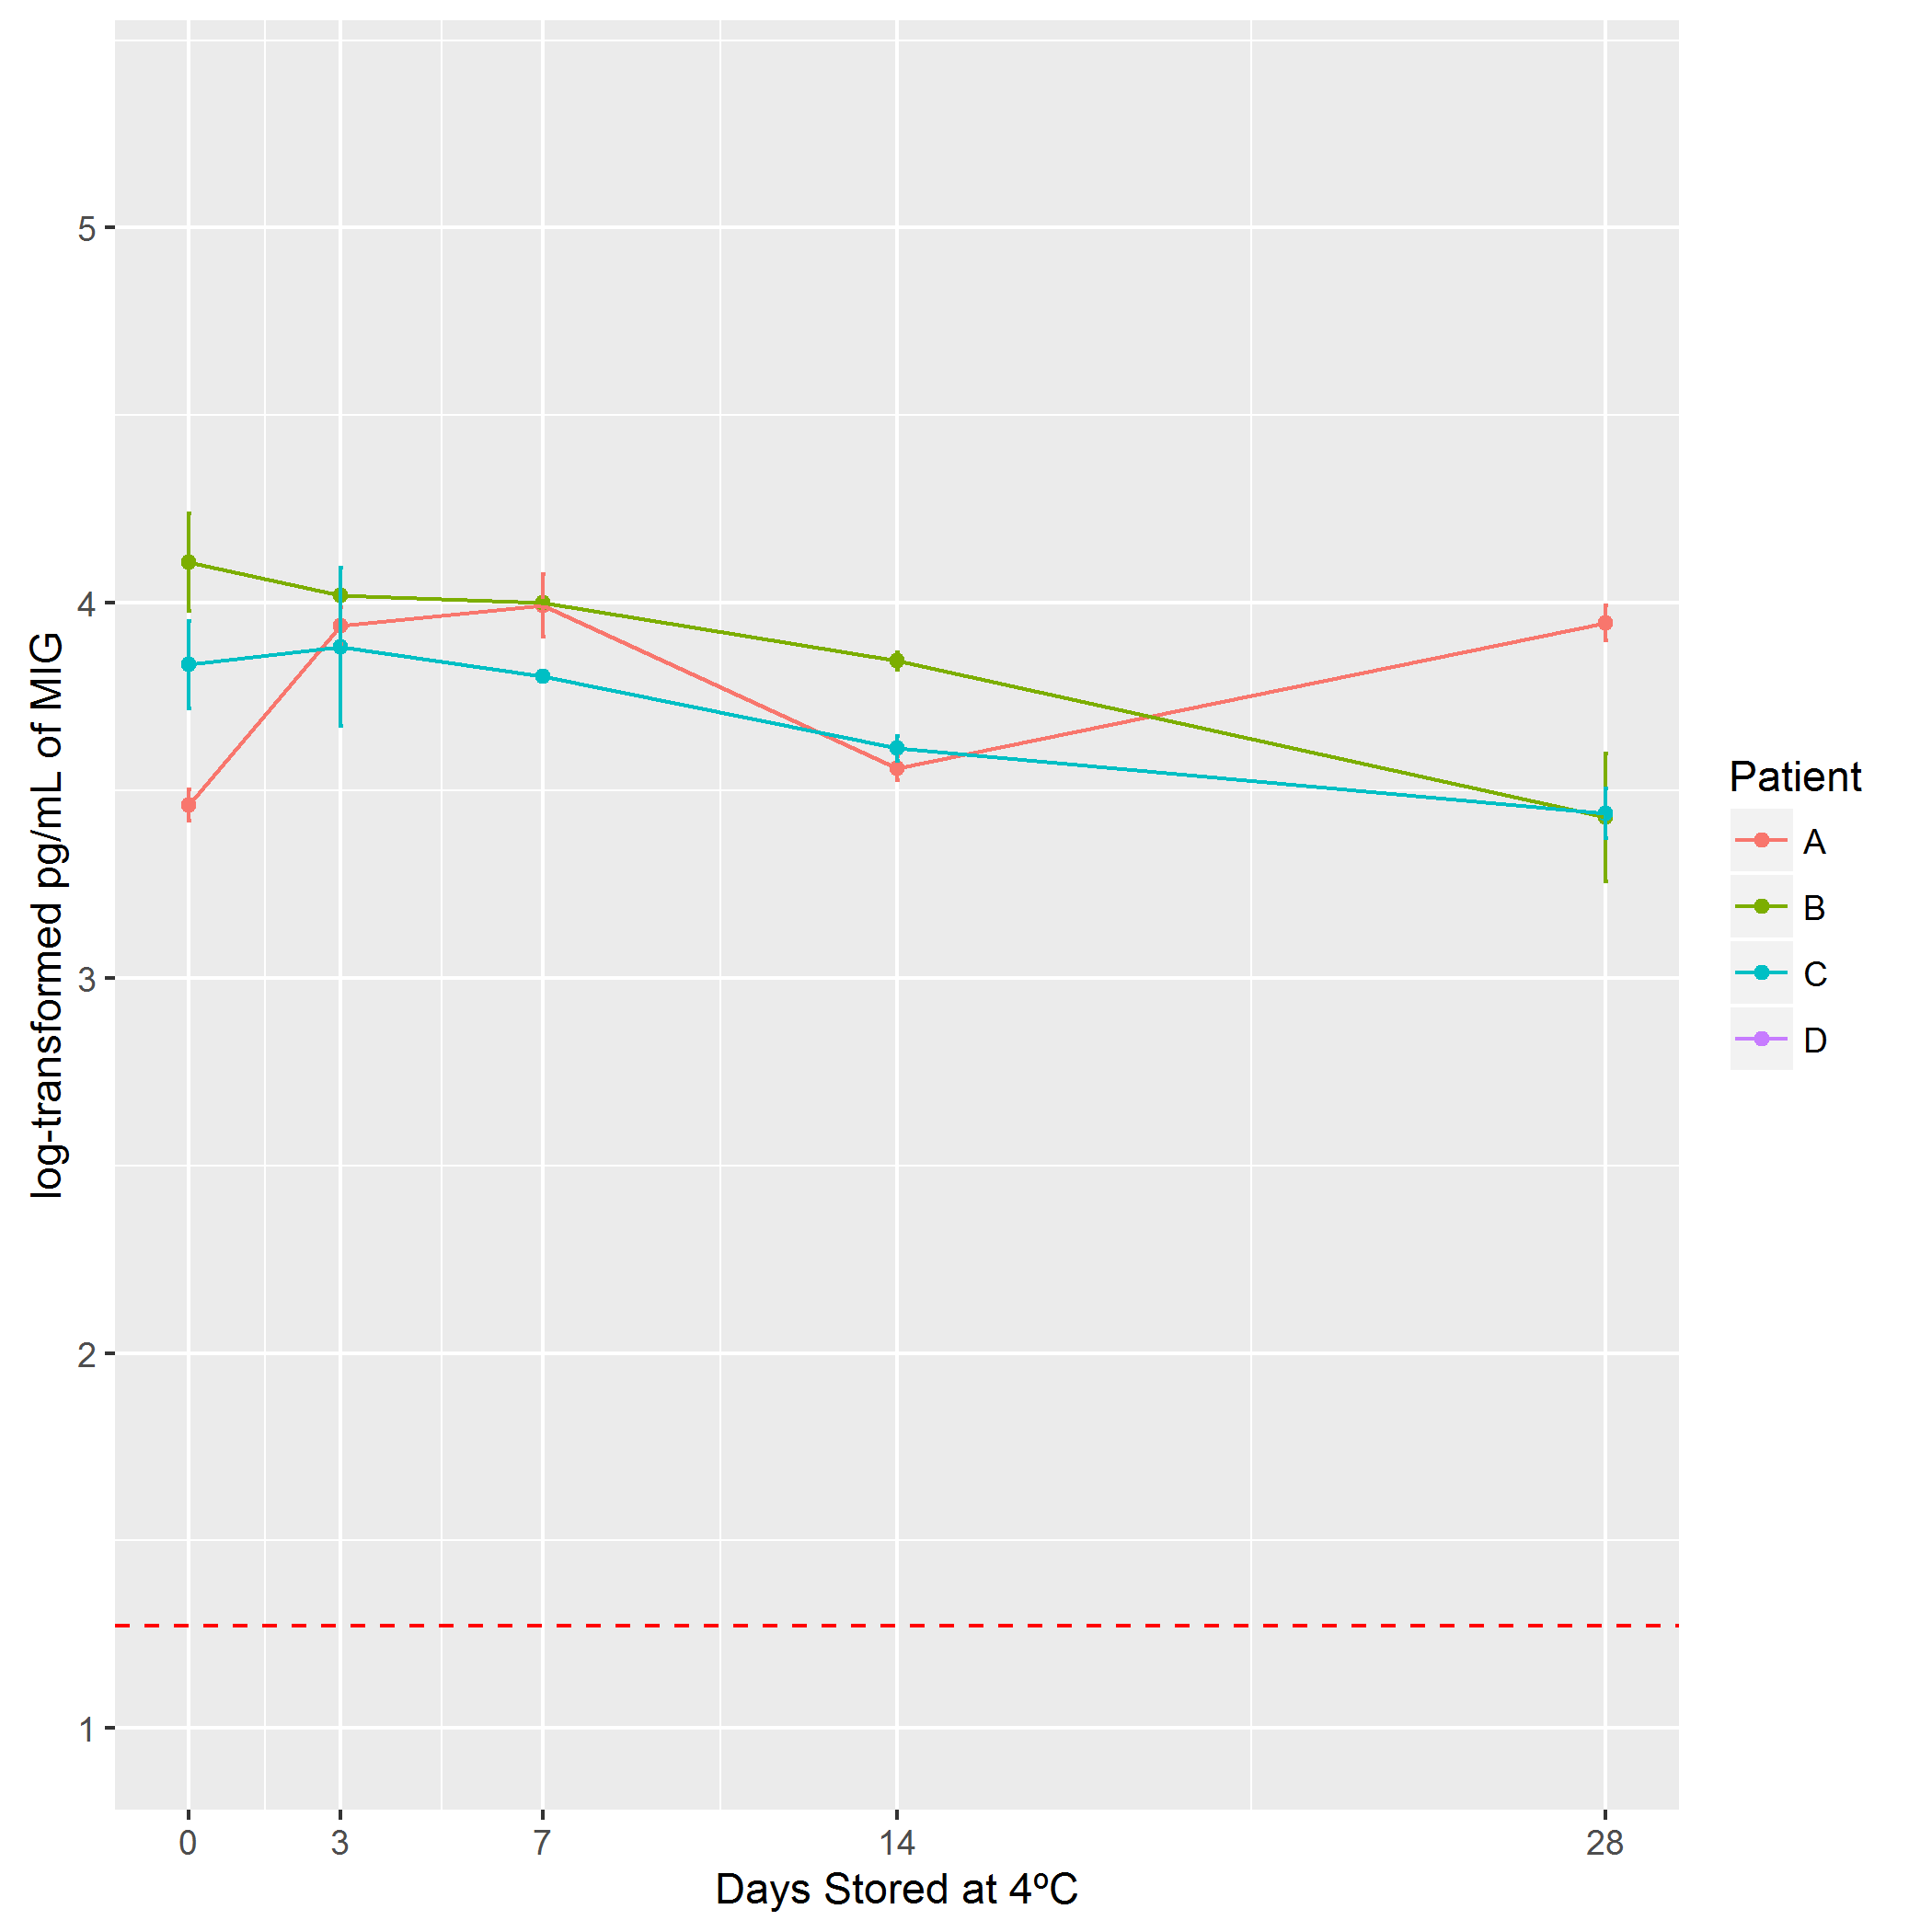 log-transformed pg/mL of MIG
5
4
3
2
1
0 3 7 14 28
Days Stored at 4ºC
Patient
A
B
C
D